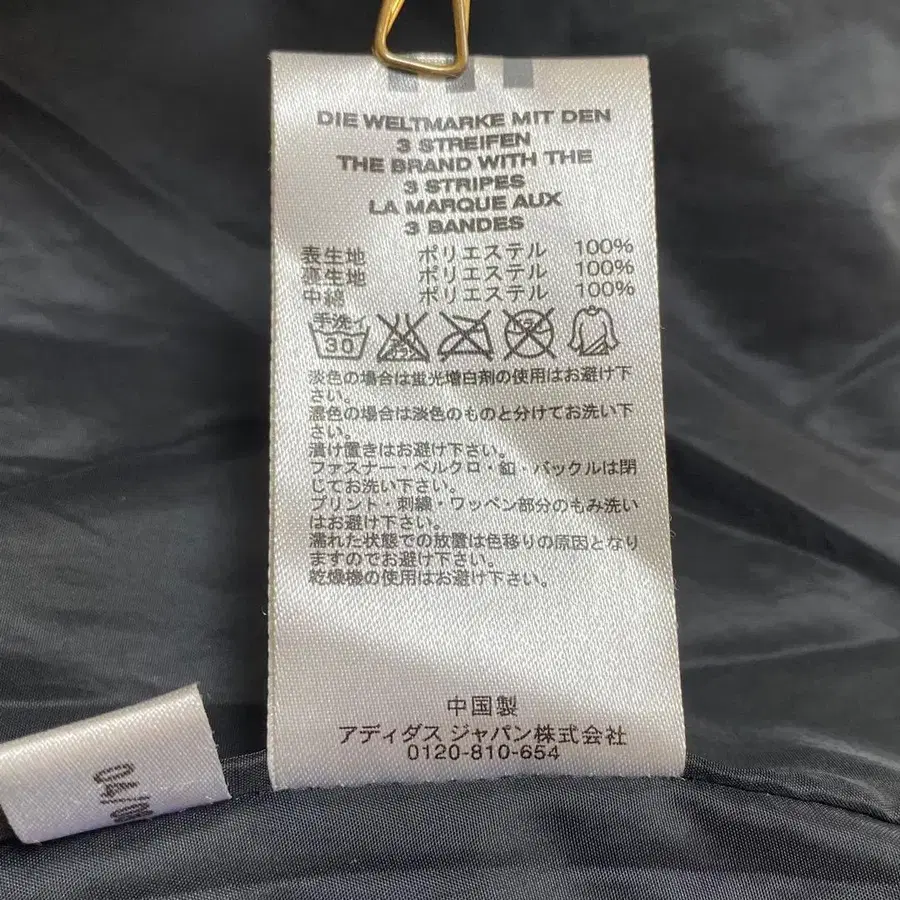 DIE WELTMARKE MIT DEN
3 STREIFEN
THE BRAND WITH THE
3 STRIPES
LA MARQUE AUX
3 BANDES
表生地 ポリエステル 100%
裏生地 ポリエステル 100%
中綿 ポリエステル 100%
手洗イ
30
淡色の場合は蛍光増白剤の使用はお避け下
さい。
濃色の場合は淡色のものと分けてお洗い下
さい。
漬け置きはお避け下さい。
ファスナー・ベルクロ・釦・バックルは閉
じてお洗い下さい。
プリント・刺繍・ワッペン部分のもみ洗い
はお避け下さい。
濡れた状態での放置は色移りの原因となり
ますのでお避け下さい。
乾燥機の使用はお避け下さい。
中国製
アディダス ジャパン株式会社
0120-810-654